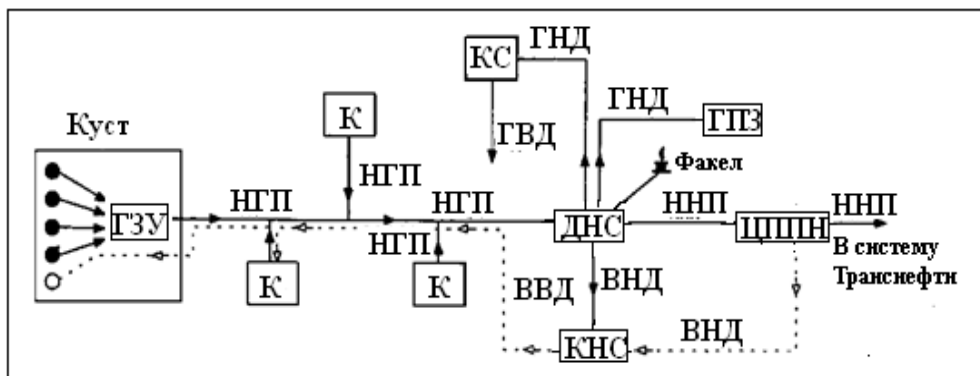 ГНД
КС
ГНД
ГПЗ
К
ГВД
Куст
Факел
НГП
НГП
НГП
ННП
ННП
ГЗУ
ДНС
ЦППН
НГП
В систему
Транснефти
К
К
ВВД
ВНД
ВНД
КНС